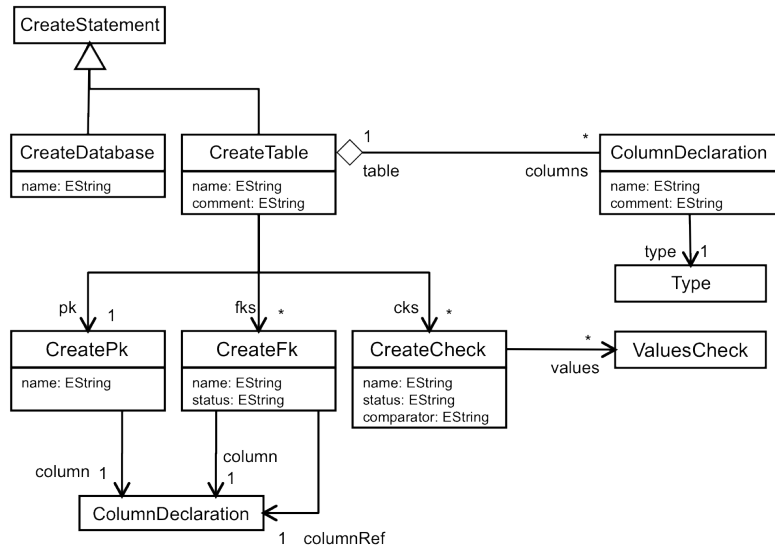 CreateStatement
CreateDatabase
name: EString
CreateTable
name: EString
comment: EString
1
table
*
columns
ColumnDeclaration
name: EString
comment: EString
type
1
Type
pk
1
fks
*
cks
*
CreatePk
name: EString
CreateFk
name: EString
status: EString
CreateCheck
name: EString
status: EString
comparator: EString
*
values
ValuesCheck
column 1
column
1
ColumnDeclaration
1 columnRef